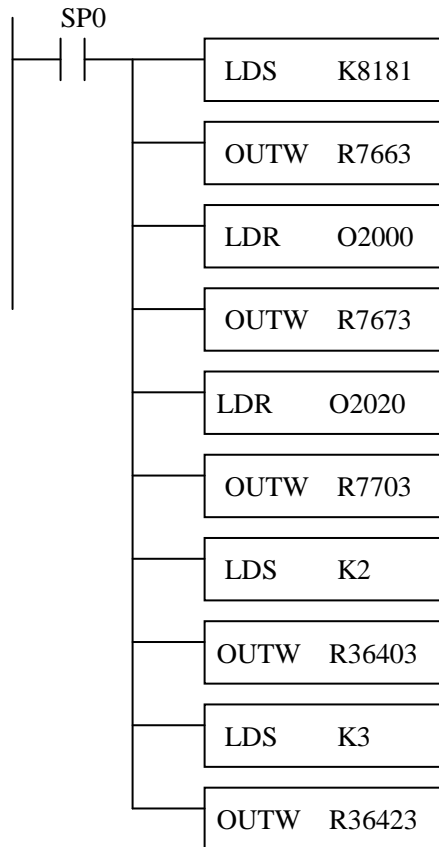 SP0
LDS K8181
OUTW R7663
LDR O2000
OUTW R7673
LDR O2020
OUTW R7703
LDS K2
OUTW R36403
LDS K3
OUTW R36423